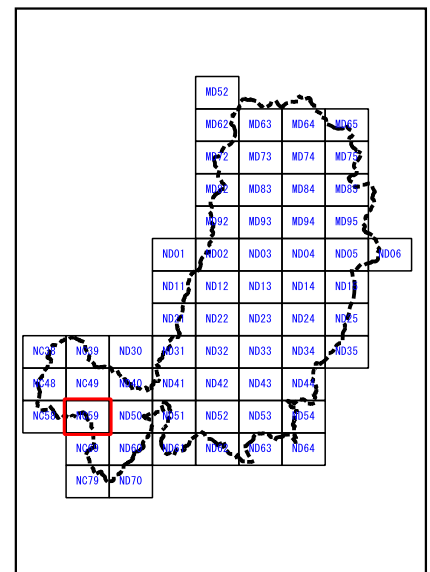 MD52
MD62 MD63 MD64 MD65
MD72 MD73 MD74 MD75
MD82 MD83 MD84 MD85
MD92 MD93 MD94 MD95
ND01 ND02 ND03 ND04 ND05 ND06
ND11 ND12 ND13 ND14 ND15
ND21 ND22 ND23 ND24 ND25
NC38 NC39 ND30 ND31 ND32 ND33 ND34 ND35
NC48 NC49 ND40 ND41 ND42 ND43 ND44
NC58 NC59 ND50 ND51 ND52 ND53 ND54
NC69 ND60 ND61 ND62 ND63 ND64
NC79 ND70